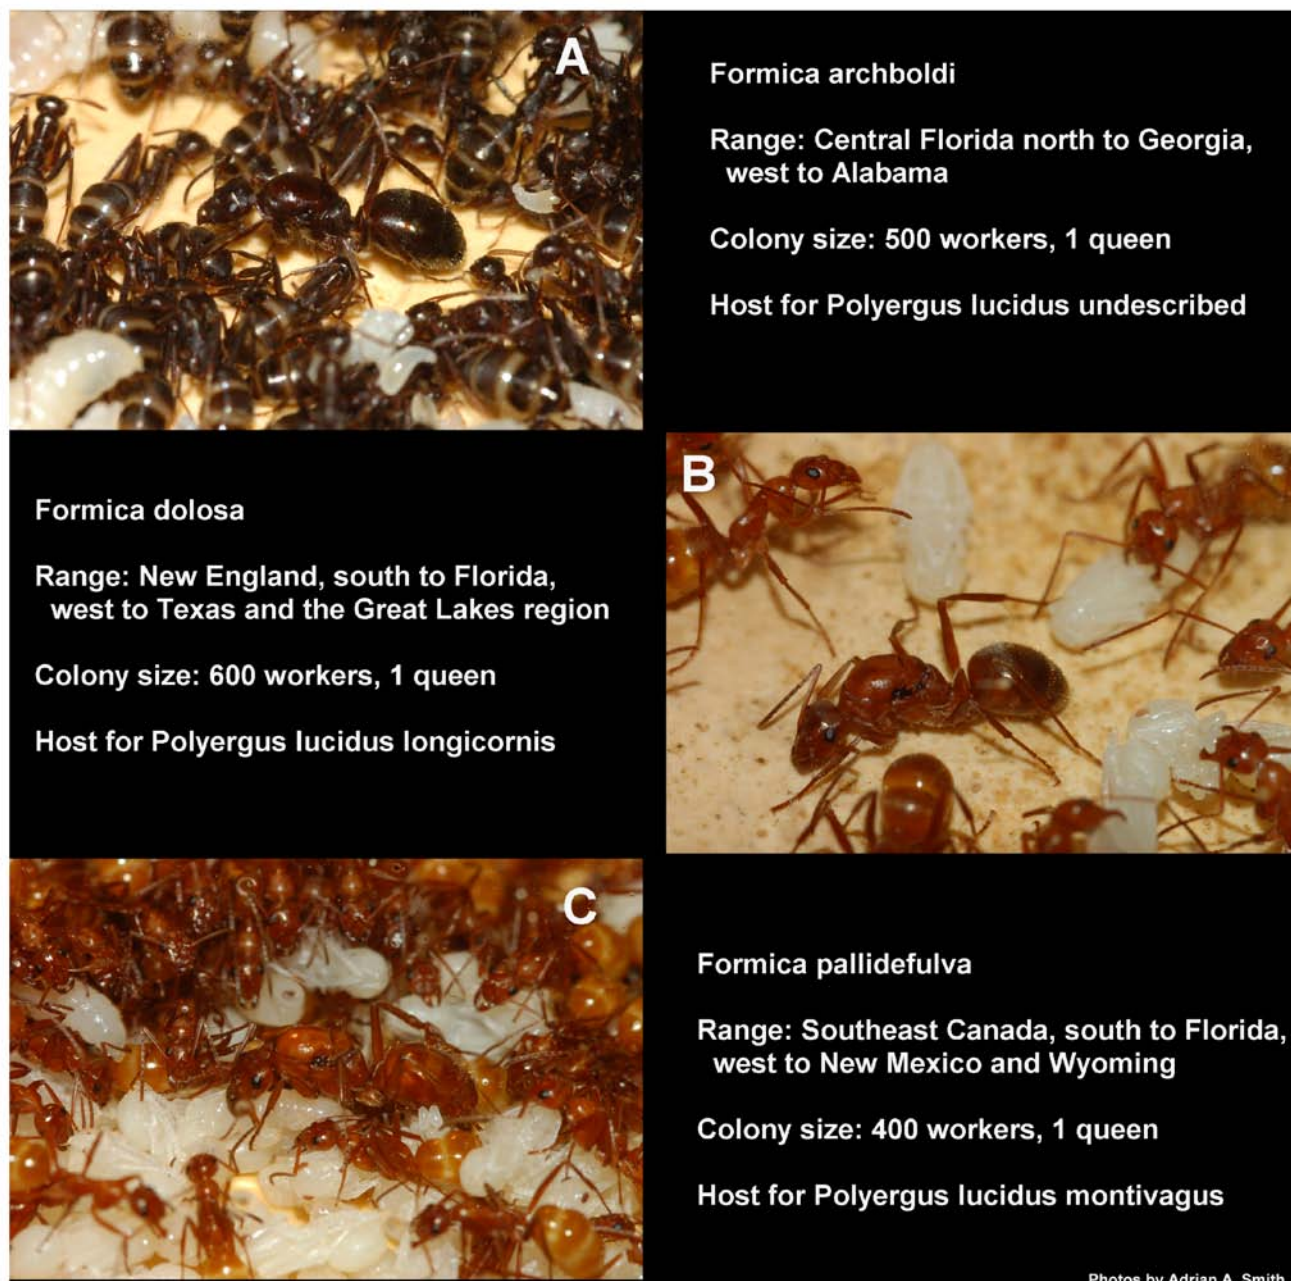 A
Formica archboldi
Range: Central Florida north to Georgia,
west to Alabama
Colony size: 500 workers, 1 queen
Host for Polyergus lucidus undescribed
Formica dolosa
Range: New England, south to Florida,
west to Texas and the Great Lakes region
Colony size: 600 workers, 1 queen
Host for Polyergus lucidus longicornis
B
C
Formica pallidefulva
Range: Southeast Canada, south to Florida,
west to New Mexico and Wyoming
Colony size: 400 workers, 1 queen
Host for Polyergus lucidus montivagus
Photos by Adrian A. Smith